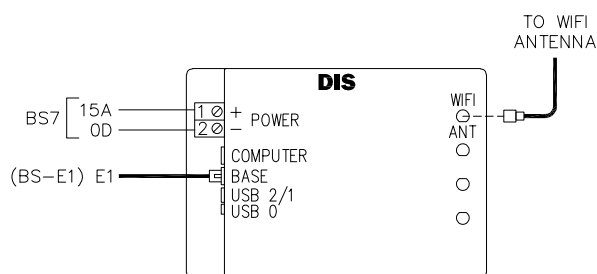 TO WIFI
ANTENNA
DIS
WIFI
ANT
BS7
15A
0D
1
2
+
−
POWER
COMPUTER
(BS-E1) E1
BASE
USB 2/1
USB 0